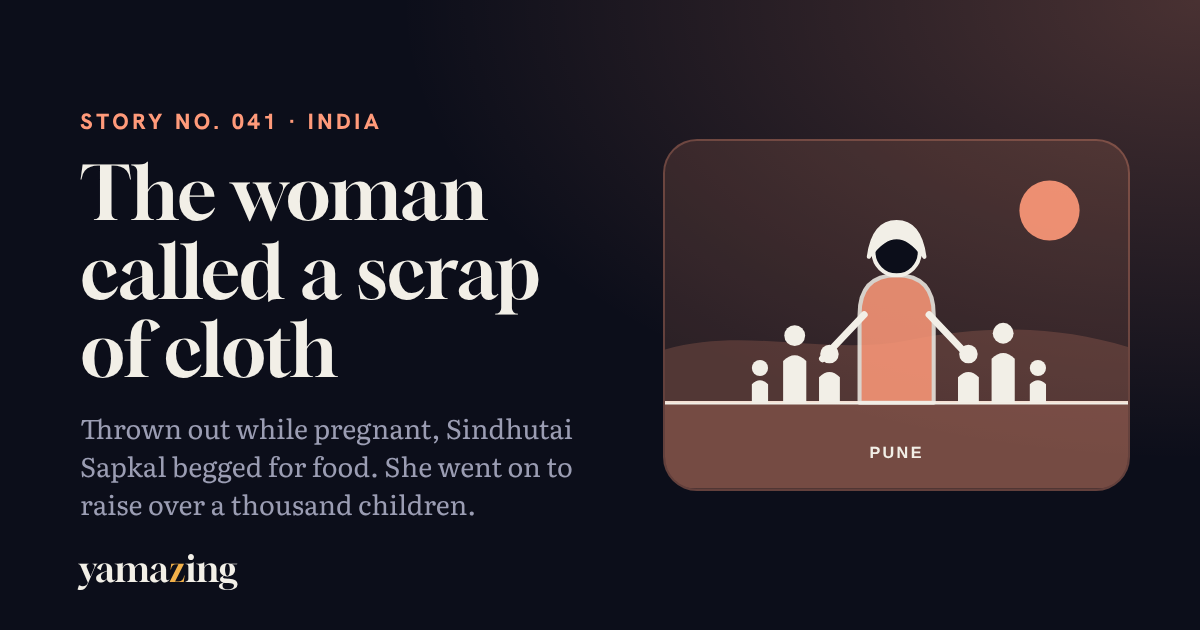 STORY NO. 041 · INDIA
The woman
called a scrap
of cloth
Thrown out while pregnant, Sindhutai
Sapkal begged for food. She went on to
raise over a thousand children.
yamazing
PUNE